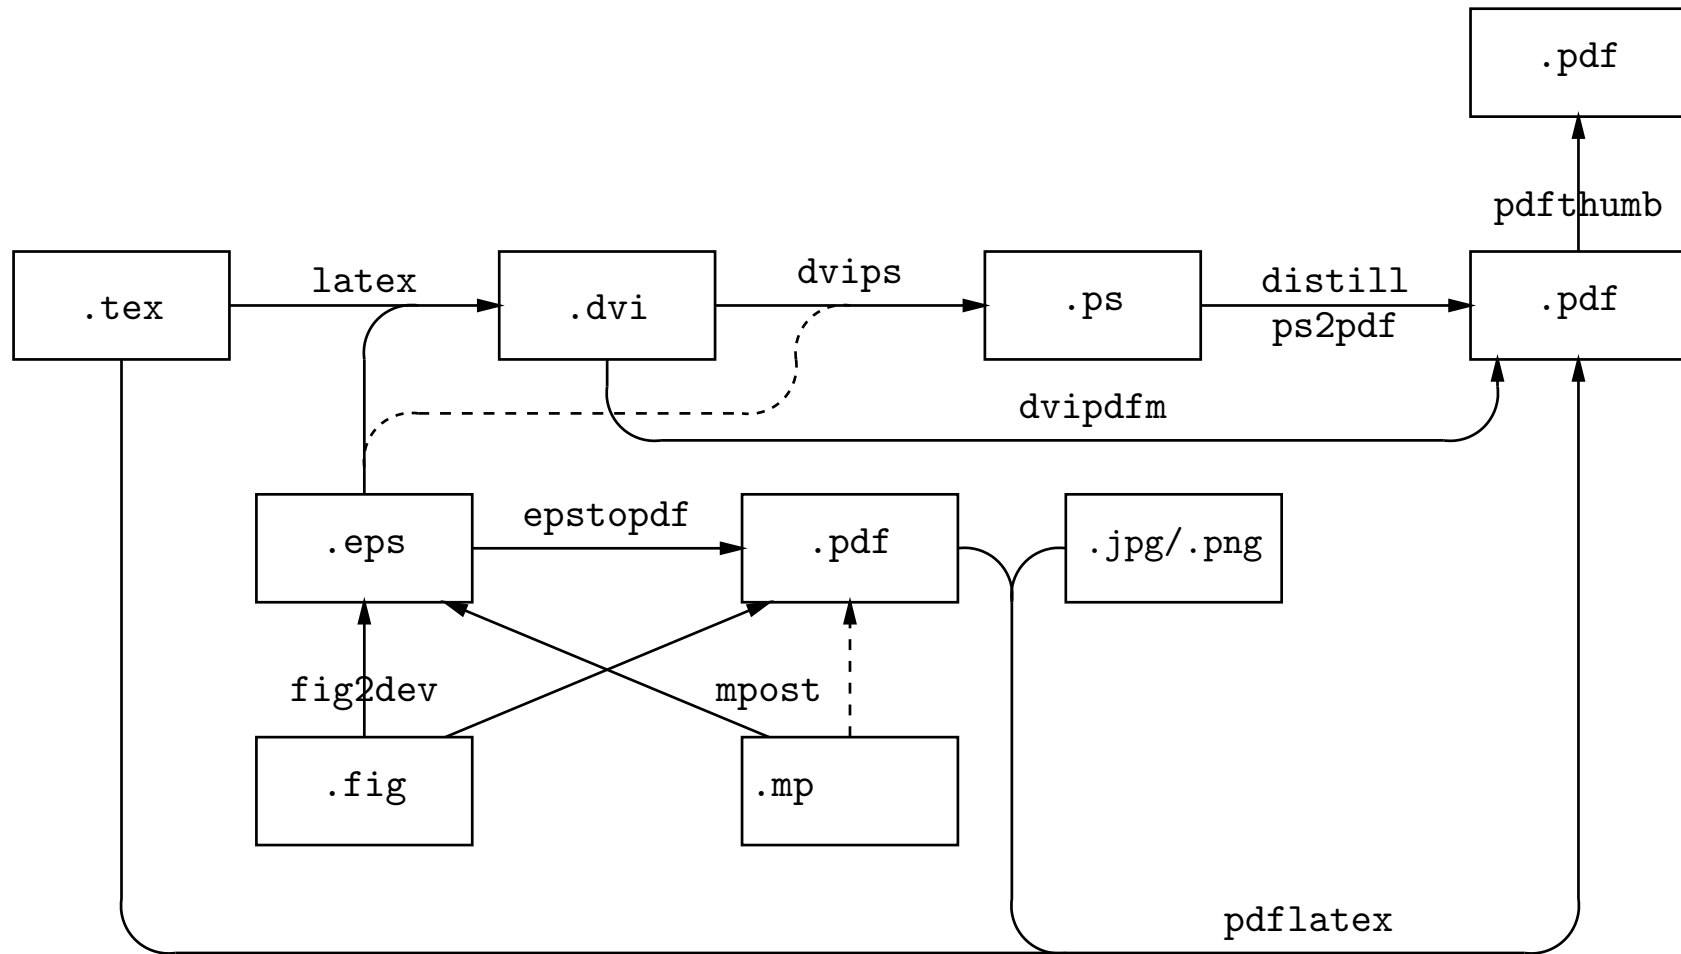 .pdf
pdfthumb
latex
dvips
distill
.tex
.dvi
.ps
.pdf
ps2pdf
dvipdfm
epstopdf
.eps
.pdf
.jpg/.png
fig2dev
mpost
.fig
.mp
pdflatex